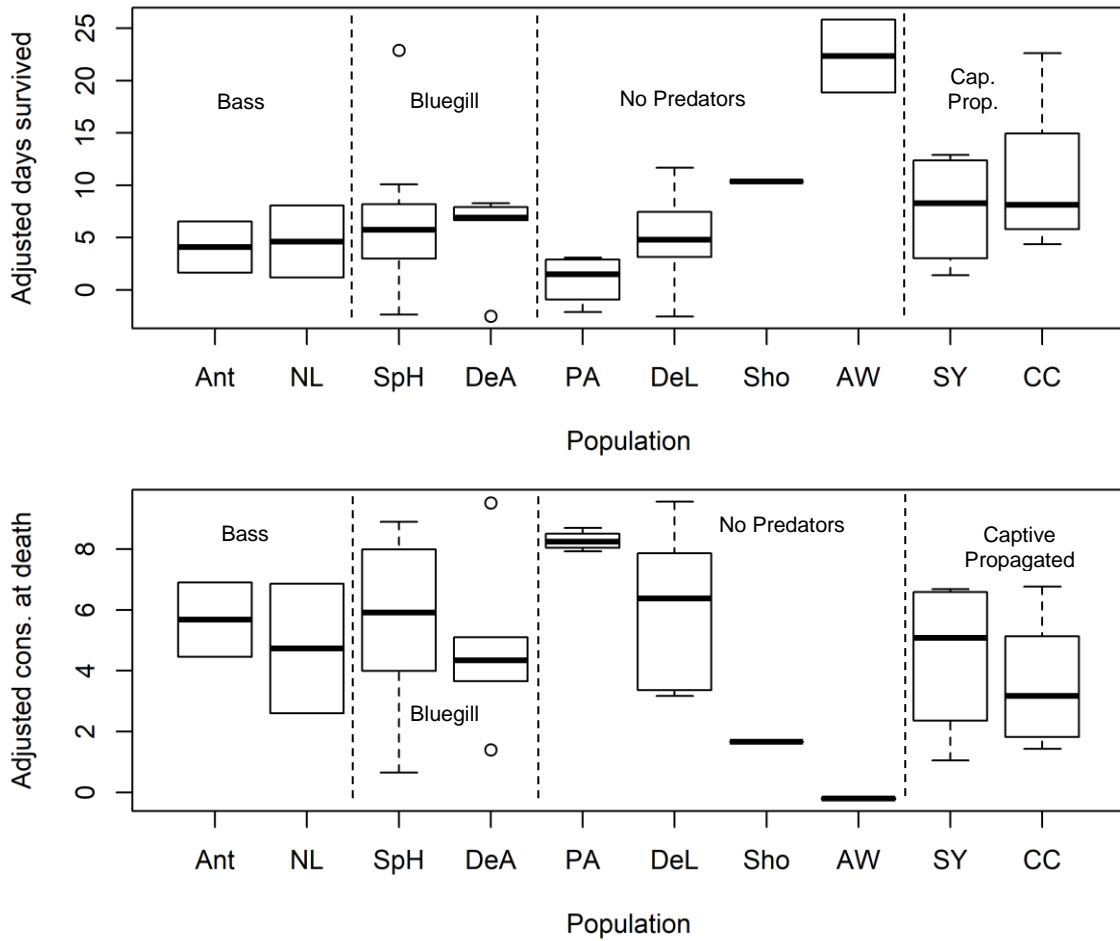 Adjusted days survived
25
20
15
10
5
0
Bass
Bluegill
No Predators
Cap.
Prop.
Ant NL SpH DeA PA DeL Sho AW SY CC
Population
Adjusted cons. at death
8
6
4
2
0
Bass
Bluegill
No Predators
Captive
Propagated
Ant NL SpH DeA PA DeL Sho AW SY CC
Population